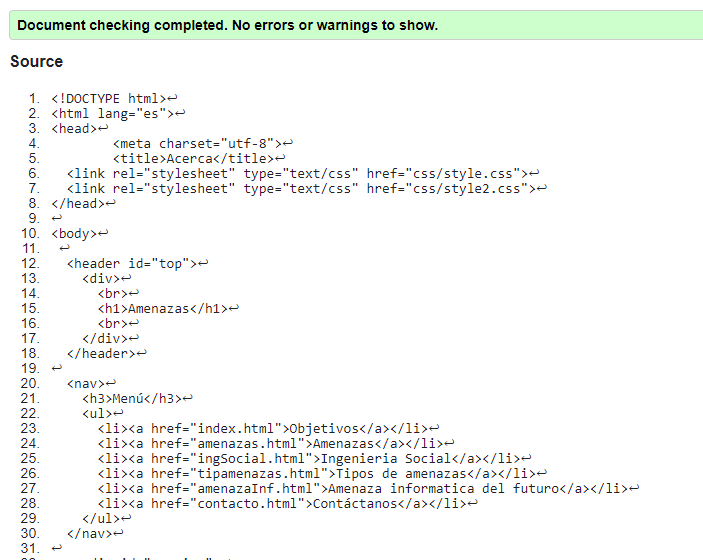 Document checking completed. No errors or warnings to show.
Source
1. <!DOCTYPE html>↩
2. <html lang="es">↩
3. <head>↩
4. <meta charset="utf-8">↩
5. <title>Acerca</title>↩
6. <link rel="stylesheet" type="text/css" href="css/style.css">↩
7. <link rel="stylesheet" type="text/css" href="css/style2.css">↩
8. </head>↩
9. ↩
10. <body>↩
11. ↩
12. <header id="top">↩
13. <div>↩
14. <br>↩
15. <h1>Amenazas</h1>↩
16. <br>↩
17. </div>↩
18. </header>↩
19. ↩
20. <nav>↩
21. <h3>Menú</h3>↩
22. <ul>↩
23. <li><a href="index.html">Objetivos</a></li>↩
24. <li><a href="amenazas.html">Amenazas</a></li>↩
25. <li><a href="ingSocial.html">Ingenieria Social</a></li>↩
26. <li><a href="tipamenazas.html">Tipos de amenazas</a></li>↩
27. <li><a href="amenazaInf.html">Amenaza informatica del futuro</a></li>↩
28. <li><a href="contacto.html">Contáctanos</a></li>↩
29. </ul>↩
30. </nav>↩
31. ↩